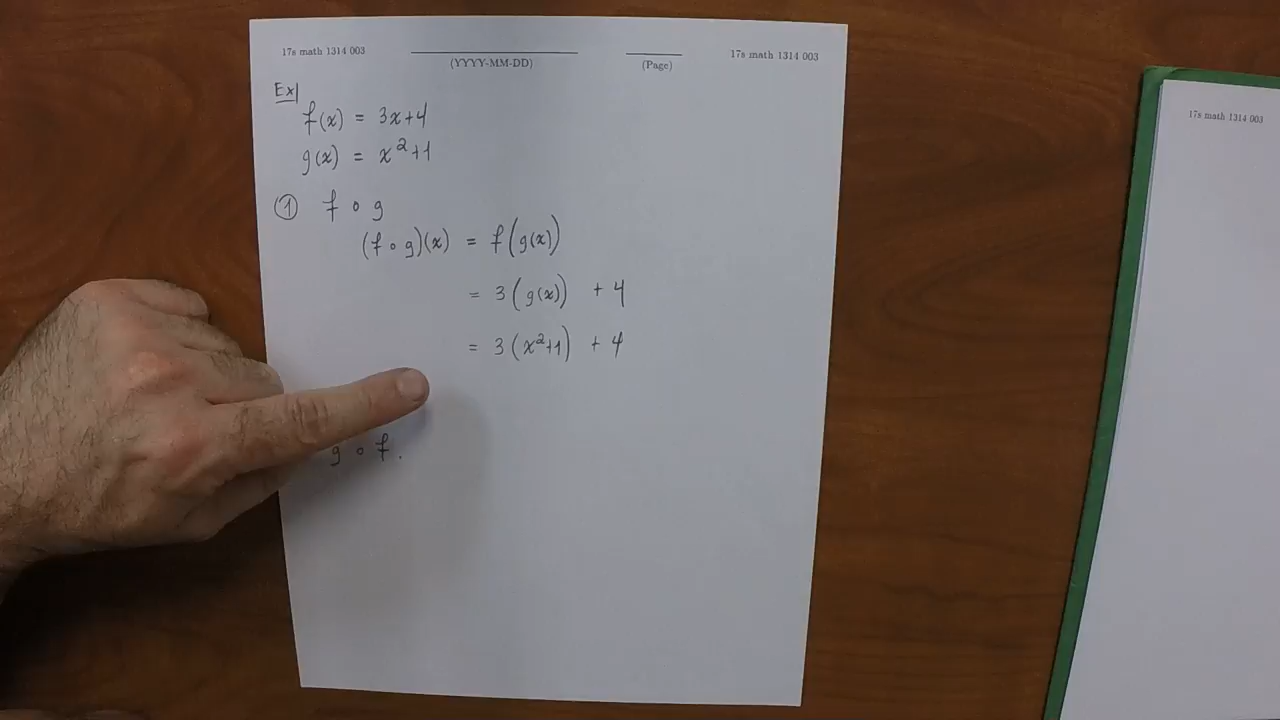 17s math 1314 003 (YYYY-MM-DD) (Page) 17s math 1314 003
Ex|
f(x) = 3x+4
g(x) = x²+1
① f ∘ g
(f ∘ g)(x) = f(g(x))
= 3(g(x)) + 4
= 3(x²+1) + 4
g ∘ f.
17s math 1314 003